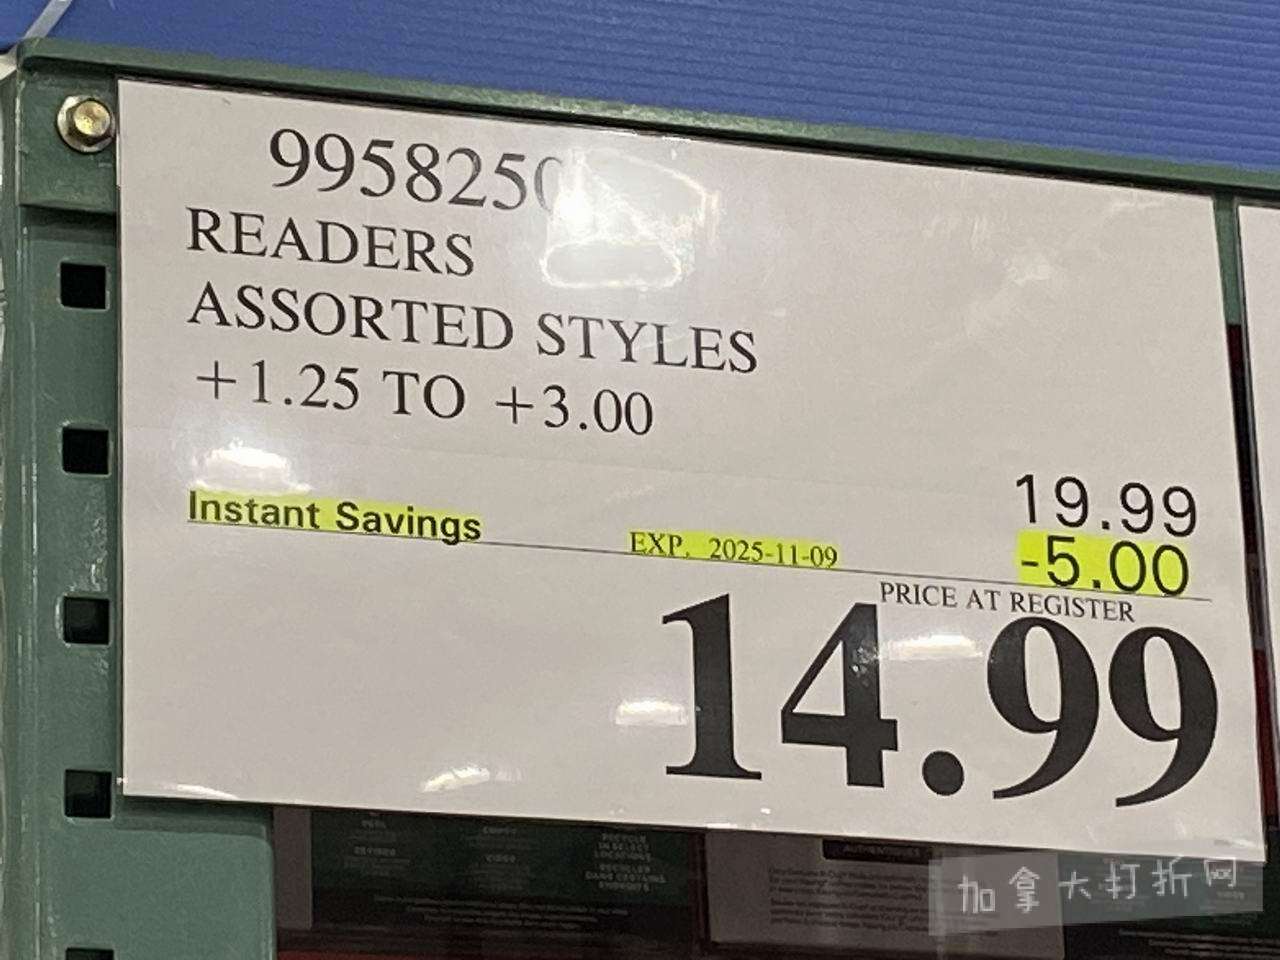 9958250
READERS
ASSORTED STYLES
+1.25 TO +3.00
19.99
Instant Savings EXP. 2025-11-09 -5.00
PRICE AT REGISTER
14.99
加拿大打折网